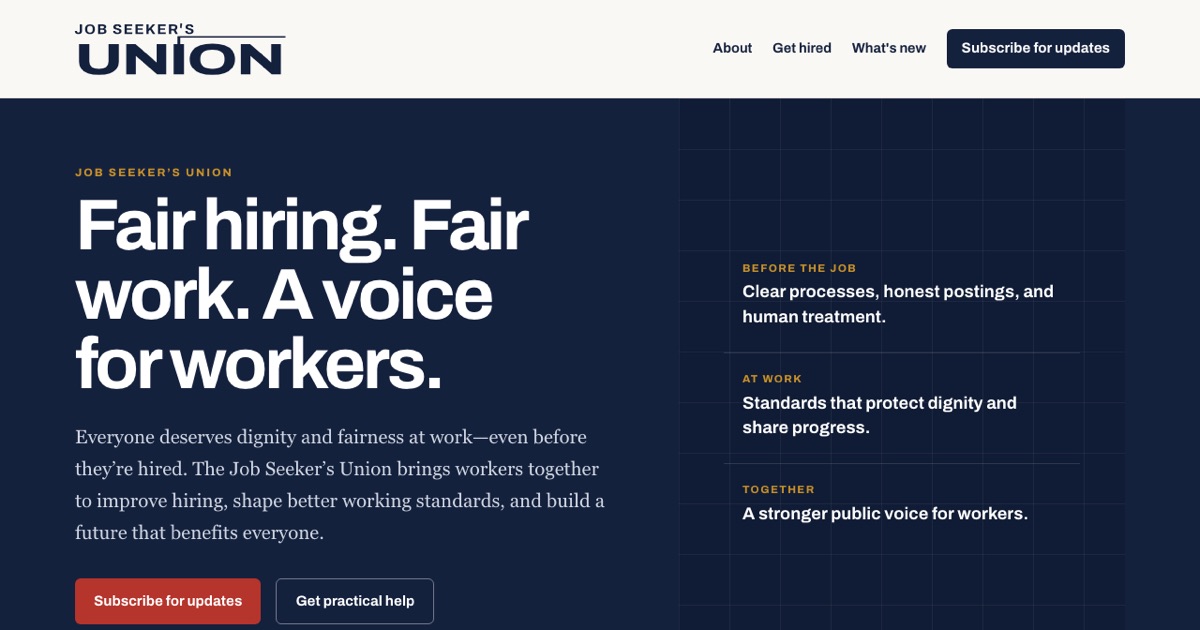 JOB SEEKER'S
UNION
About
Get hired
What's new
Subscribe for updates
JOB SEEKER’S UNION
Fair hiring. Fair
work. A voice
for workers.
Everyone deserves dignity and fairness at work—even before
they’re hired. The Job Seeker’s Union brings workers together
to improve hiring, shape better working standards, and build a
future that benefits everyone.
Subscribe for updates
Get practical help
BEFORE THE JOB
Clear processes, honest postings, and
human treatment.
AT WORK
Standards that protect dignity and
share progress.
TOGETHER
A stronger public voice for workers.